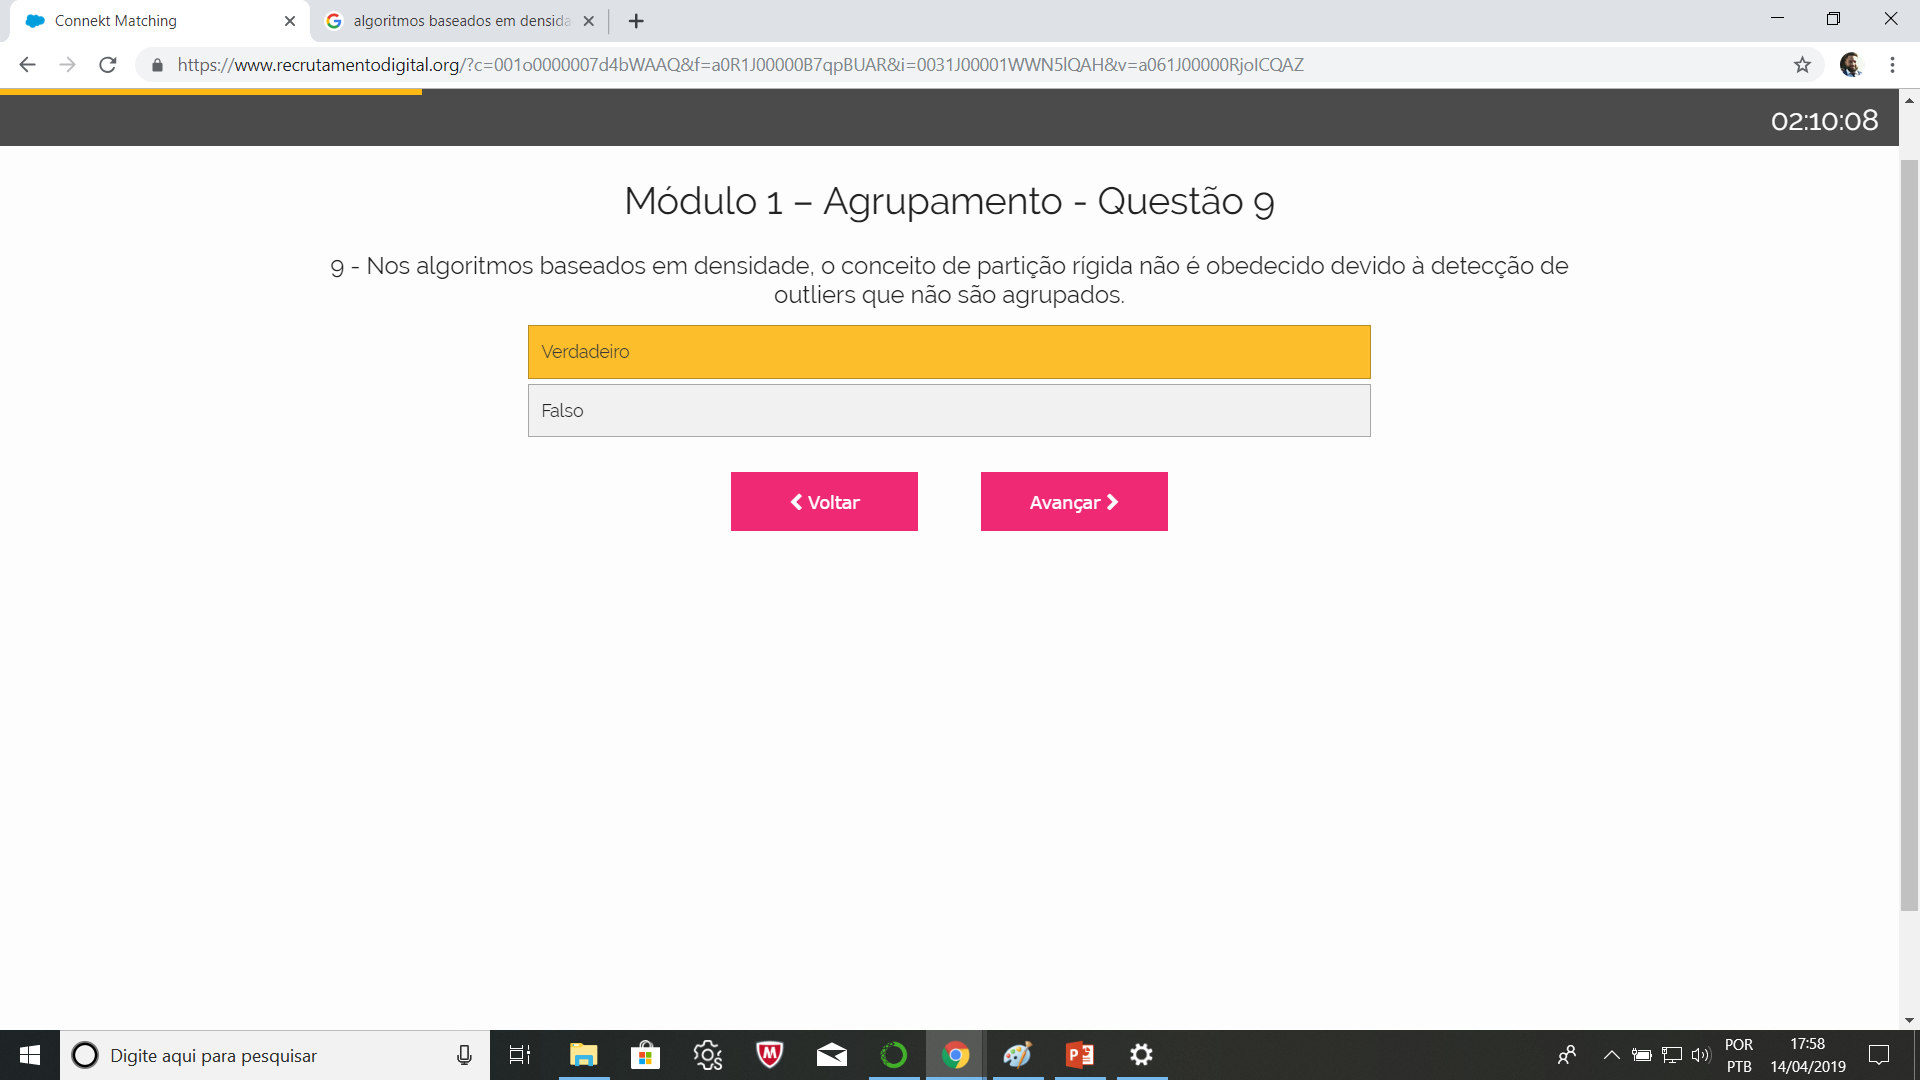 Connekt Matching
algoritmos baseados em densida
https://www.recrutamentodigital.org/?c=001o0000007d4bWAAQ&f=a0R1J00000B7qpBUAR&i=0031J00001WWN5lQAH&v=a061J00000RjoICQAZ
02:10:08
Módulo 1 – Agrupamento - Questão 9
9 - Nos algoritmos baseados em densidade, o conceito de partição rígida não é obedecido devido à detecção de
outliers que não são agrupados.
Verdadeiro
Falso
Voltar
Avançar
Digite aqui para pesquisar
POR
PTB
17:58
14/04/2019